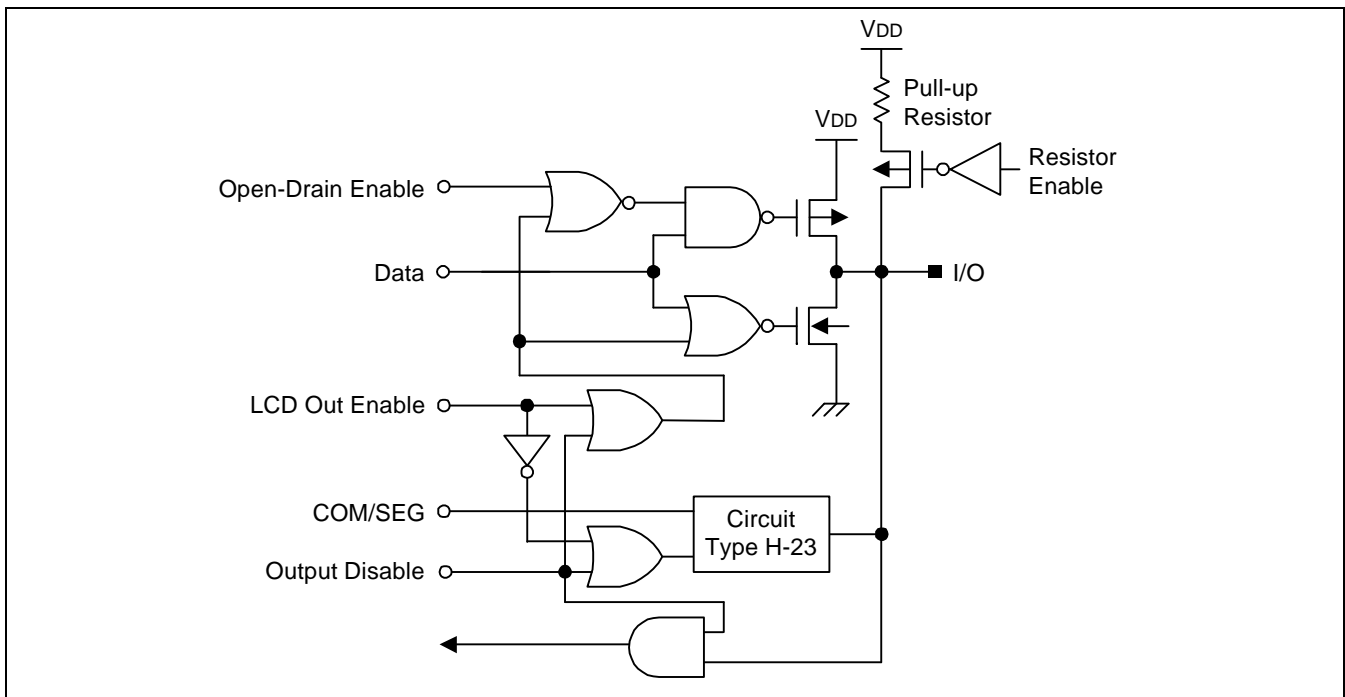 VDD
Pull-up
Resistor
VDD
Resistor
Enable
Open-Drain Enable
Data
I/O
LCD Out Enable
COM/SEG
Circuit
Type H-23
Output Disable